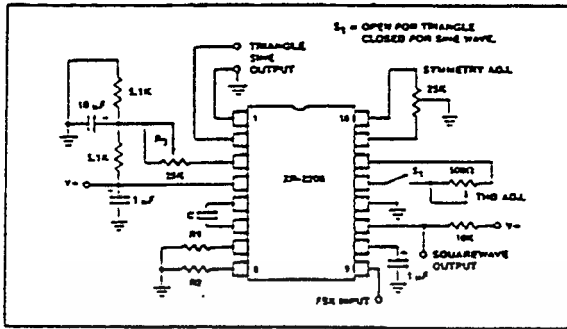 S1 = OPEN FOR TRIANGLE
CLOSED FOR SINE WAVE.
TRIANGLE
SINE
OUTPUT
SYMMETRY ADJ.
25K
5.1K
10 µF
R3
25K
5.1K
V+
1 µF
C
R1
R2
1
16
8
9
S1
500Ω
THD ADJ.
V+
10K
SQUAREWAVE
OUTPUT
1 µF
FSK INPUT